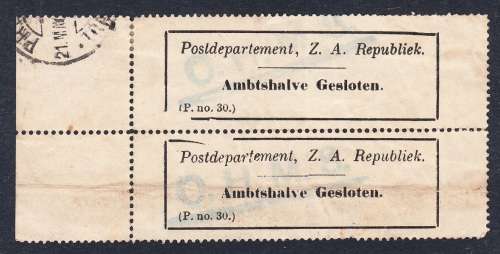 Postdepartement, Z. A. Republiek.
Ambtshalve Gesloten.
(P. no. 30.)
Postdepartement, Z. A. Republiek.
Ambtshalve Gesloten.
(P. no. 30.)